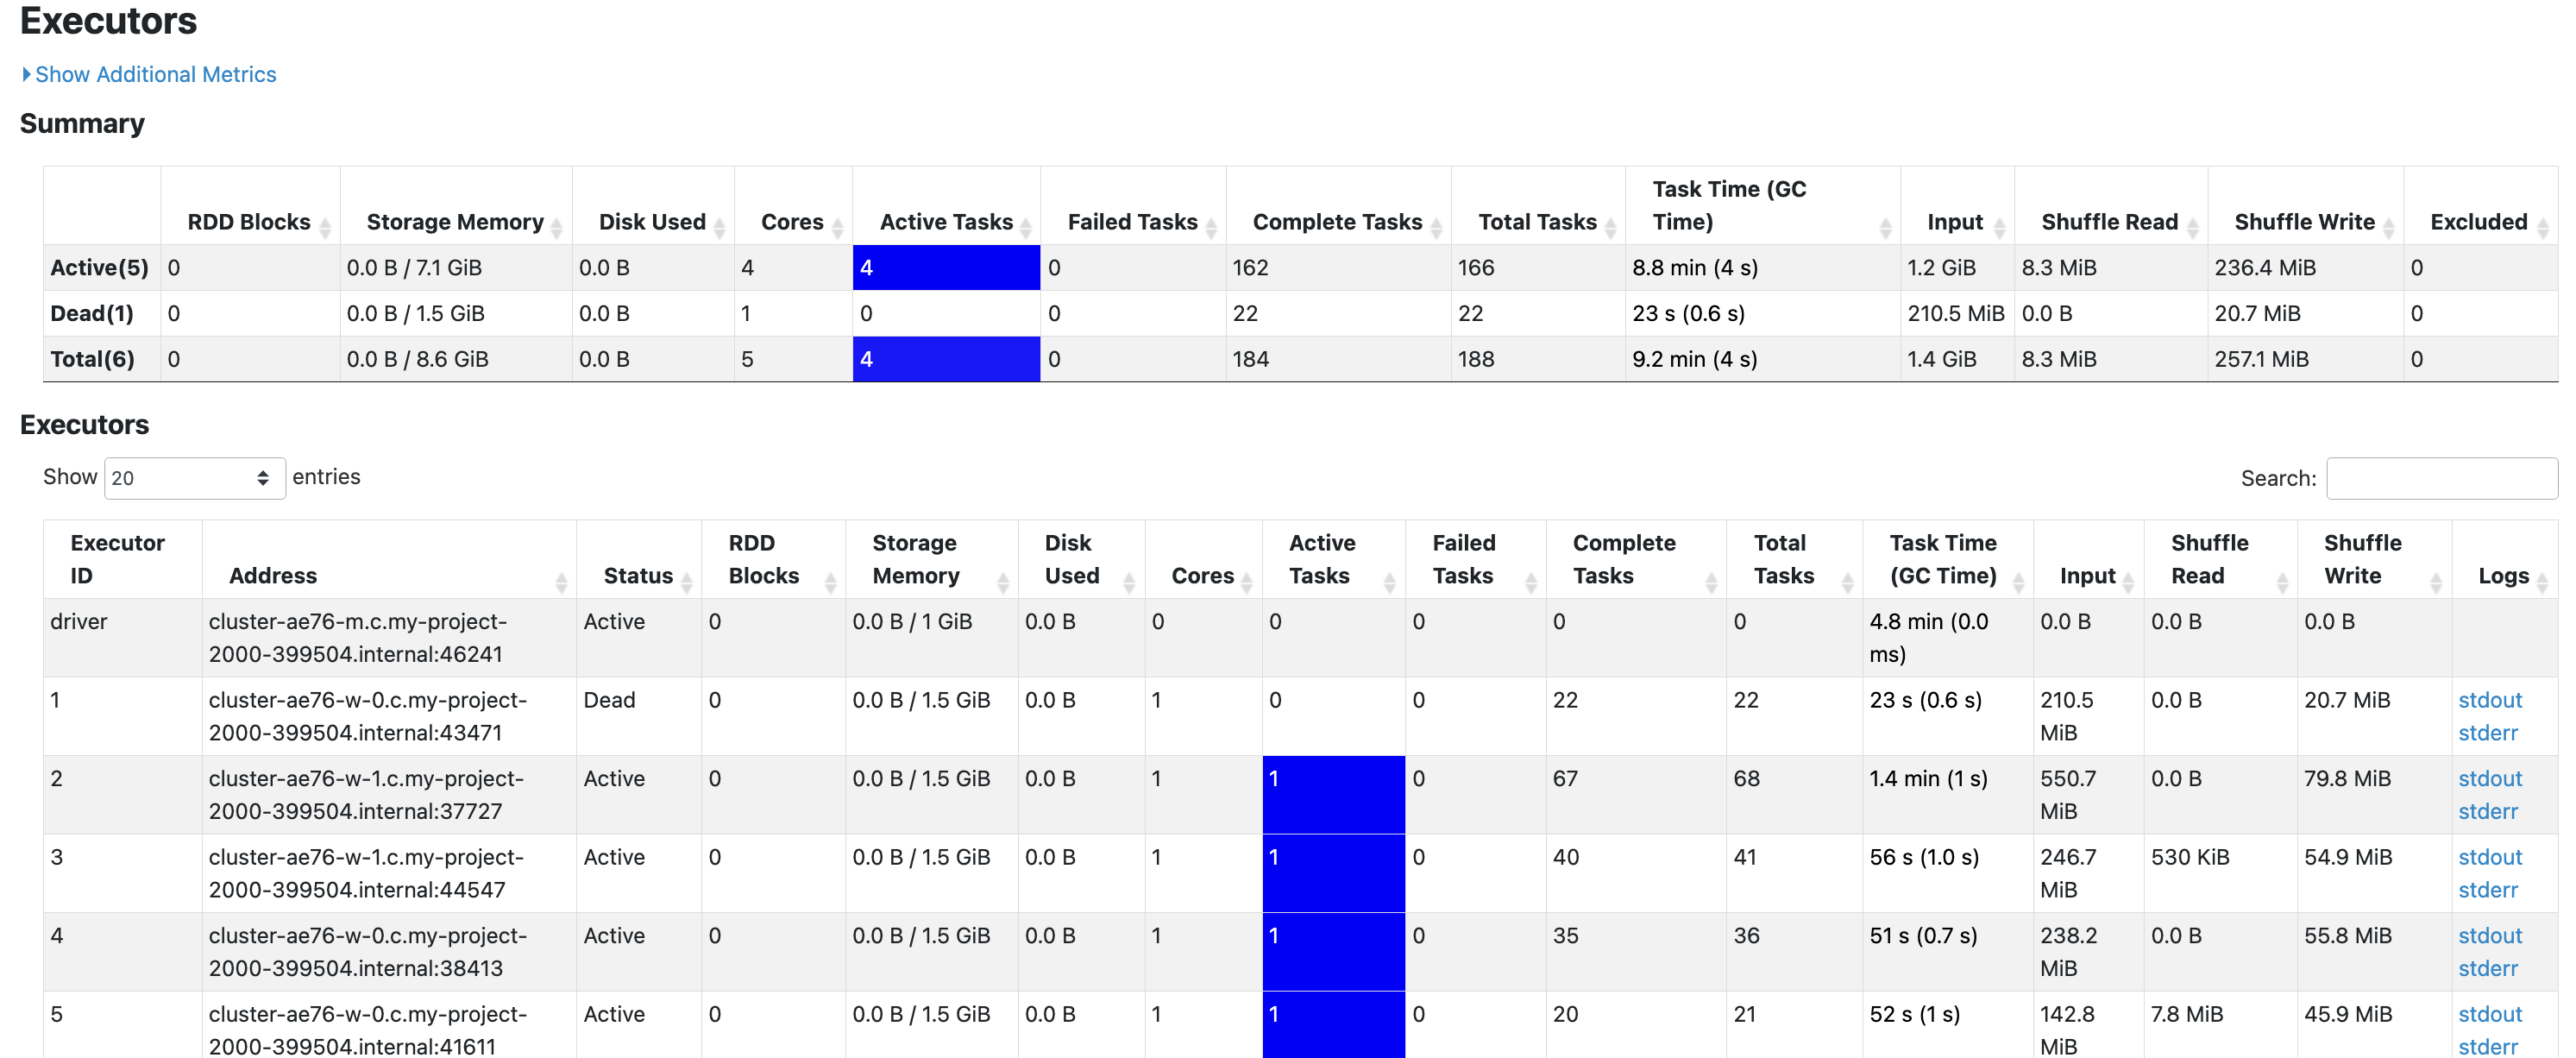 Executors
Show Additional Metrics
Summary
RDD Blocks Storage Memory Disk Used Cores Active Tasks Failed Tasks Complete Tasks Total Tasks Task Time (GC Time) Input Shuffle Read Shuffle Write Excluded
Active(5) 0 0.0 B / 7.1 GiB 0.0 B 4 4 0 162 166 8.8 min (4 s) 1.2 GiB 8.3 MiB 236.4 MiB 0
Dead(1) 0 0.0 B / 1.5 GiB 0.0 B 1 0 0 22 22 23 s (0.6 s) 210.5 MiB 0.0 B 20.7 MiB 0
Total(6) 0 0.0 B / 8.6 GiB 0.0 B 5 4 0 184 188 9.2 min (4 s) 1.4 GiB 8.3 MiB 257.1 MiB 0
Executors
Show 20 entries Search:
Executor ID Address Status RDD Blocks Storage Memory Disk Used Cores Active Tasks Failed Tasks Complete Tasks Total Tasks Task Time (GC Time) Input Shuffle Read Shuffle Write Logs
driver cluster-ae76-m.c.my-project-2000-399504.internal:46241 Active 0 0.0 B / 1 GiB 0.0 B 0 0 0 0 0 4.8 min (0.0 ms) 0.0 B 0.0 B 0.0 B
1 cluster-ae76-w-0.c.my-project-2000-399504.internal:43471 Dead 0 0.0 B / 1.5 GiB 0.0 B 1 0 0 22 22 23 s (0.6 s) 210.5 MiB 0.0 B 20.7 MiB stdout stderr
2 cluster-ae76-w-1.c.my-project-2000-399504.internal:37727 Active 0 0.0 B / 1.5 GiB 0.0 B 1 1 0 67 68 1.4 min (1 s) 550.7 MiB 0.0 B 79.8 MiB stdout stderr
3 cluster-ae76-w-1.c.my-project-2000-399504.internal:44547 Active 0 0.0 B / 1.5 GiB 0.0 B 1 1 0 40 41 56 s (1.0 s) 246.7 MiB 530 KiB 54.9 MiB stdout stderr
4 cluster-ae76-w-0.c.my-project-2000-399504.internal:38413 Active 0 0.0 B / 1.5 GiB 0.0 B 1 1 0 35 36 51 s (0.7 s) 238.2 MiB 0.0 B 55.8 MiB stdout stderr
5 cluster-ae76-w-0.c.my-project-2000-399504.internal:41611 Active 0 0.0 B / 1.5 GiB 0.0 B 1 1 0 20 21 52 s (1 s) 142.8 MiB 7.8 MiB 45.9 MiB stdout stderr